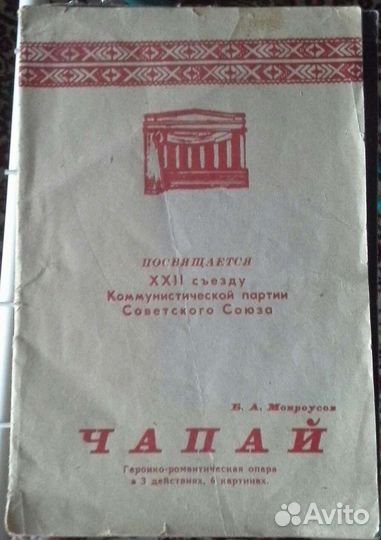 ПОСВЯЩАЕТСЯ
XXII съезду
Коммунистической партии
Советского Союза
Б. А. Мокроусов
ЧАПАЙ
Героико-романтическая опера
в 3 действиях, 6 картинах.
Avito